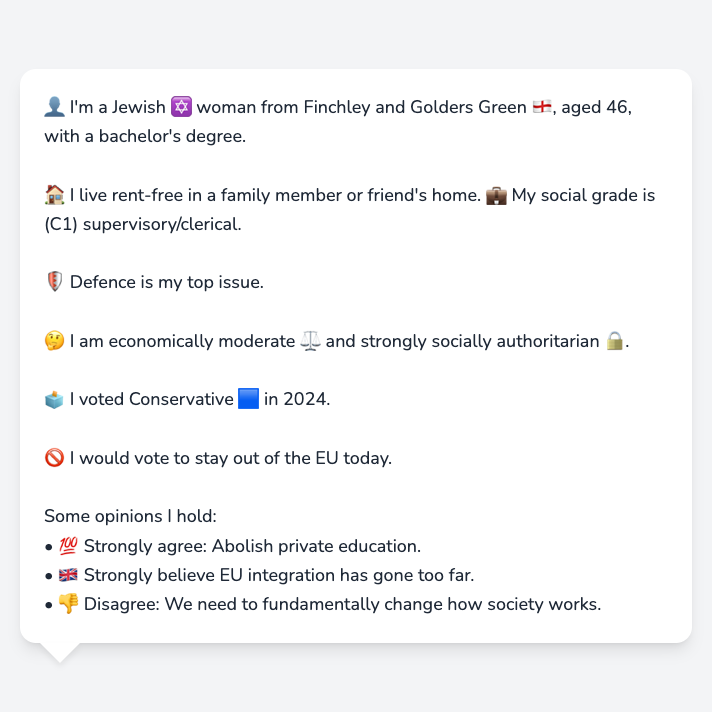 👤 I'm a Jewish ✡️ woman from Finchley and Golders Green 🏴󠁧󠁢󠁥󠁮󠁧󠁿, aged 46,
with a bachelor's degree.
🏠 I live rent-free in a family member or friend's home. 💼 My social grade is
(C1) supervisory/clerical.
🛡️ Defence is my top issue.
🤔 I am economically moderate ⚖️ and strongly socially authoritarian 🔒.
🗳️ I voted Conservative 🟦 in 2024.
🚫 I would vote to stay out of the EU today.
Some opinions I hold:
• 💯 Strongly agree: Abolish private education.
• 🇬🇧 Strongly believe EU integration has gone too far.
• 👎 Disagree: We need to fundamentally change how society works.